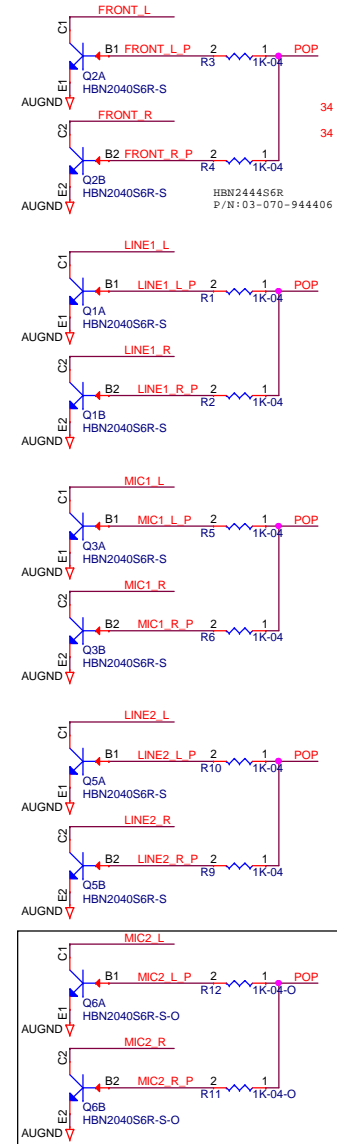 FRONT_L
C1
B1 FRONT_L_P 2 1 POP
R3 1K-04
E1 Q2A
AUGND HBN2040S6R-S
34
FRONT_R
C2
34
B2 FRONT_R_P 2 1
R4 1K-04
E2 Q2B
AUGND HBN2040S6R-S
HBN2444S6R
P/N:03-070-944406
LINE1_L
C1
B1 LINE1_L_P 2 1 POP
R1 1K-04
E1 Q1A
AUGND HBN2040S6R-S
LINE1_R
C2
B2 LINE1_R_P 2 1
R2 1K-04
E2 Q1B
AUGND HBN2040S6R-S
MIC1_L
C1
B1 MIC1_L_P 2 1 POP
R5 1K-04
E1 Q3A
AUGND HBN2040S6R-S
MIC1_R
C2
B2 MIC1_R_P 2 1
R6 1K-04
E2 Q3B
AUGND HBN2040S6R-S
LINE2_L
C1
B1 LINE2_L_P 2 1 POP
R10 1K-04
E1 Q5A
AUGND HBN2040S6R-S
LINE2_R
C2
B2 LINE2_R_P 2 1
R9 1K-04
E2 Q5B
AUGND HBN2040S6R-S
MIC2_L
C1
B1 MIC2_L_P 2 1 POP
R12 1K-04-O
E1 Q6A
AUGND HBN2040S6R-S-O
MIC2_R
C2
B2 MIC2_R_P 2 1
R11 1K-04-O
E2 Q6B
AUGND HBN2040S6R-S-O